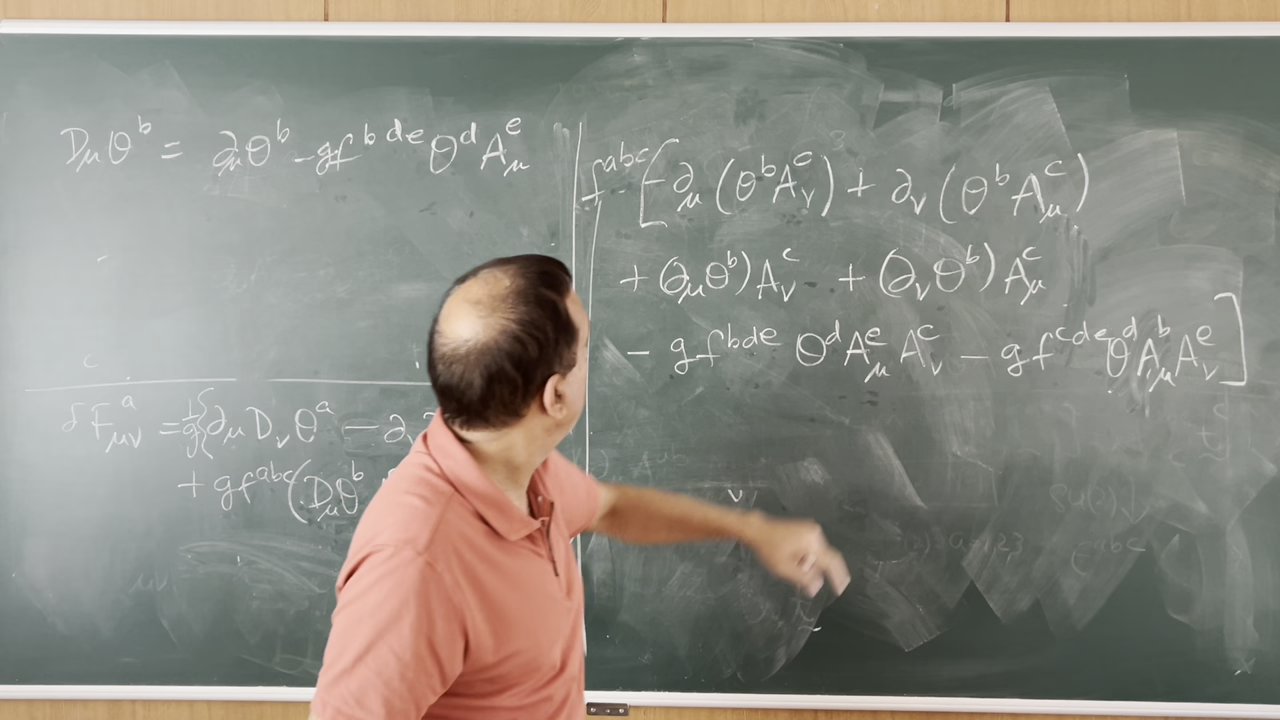 D_μ θ^b = ∂_μ θ^b - g f^{bde} θ^d A^e_μ
δF^a_{μν} = 1/g { ∂_μ D_ν θ^a - ∂
+ g f^{abc} ( D_μ θ^b
f^{abc} [ - ∂_μ ( θ^b A^c_ν ) + ∂_ν ( θ^b A^c_μ )
+ ( ∂_μ θ^b ) A^c_ν + ( ∂_ν θ^b ) A^c_μ
- g f^{bde} θ^d A^e_μ A^c_ν - g f^{cde} θ^d A^b_μ A^e_ν ]